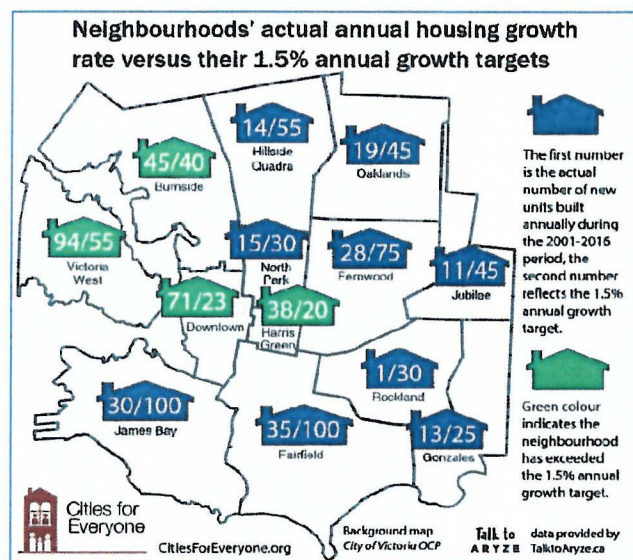 Neighbourhoods' actual annual housing growth
rate versus their 1.5% annual growth targets
14/55
Hillside
Quadra
19/45
Oaklands
45/40
Burnside
94/55
Victoria
West
15/30
North
Park
28/75
Fernwood
11/45
Jubilee
71/23
Downtown
38/20
Harris
Green
1/30
Rockland
30/100
James Bay
35/100
Fairfield
13/25
Gonzales
The first number
is the actual
number of new
units built
annually during
the 2001-2016
period, the
second number
reflects the 1.5%
annual growth
target.
Green colour
indicates the
neighbourhood
has exceeded
the 1.5% annual
growth target.
Cities for
Everyone
CitiesForEveryone.org
Background map
City of Victoria OCP
Talk to
ARYZE
data provided by
TalktoAryze.ca